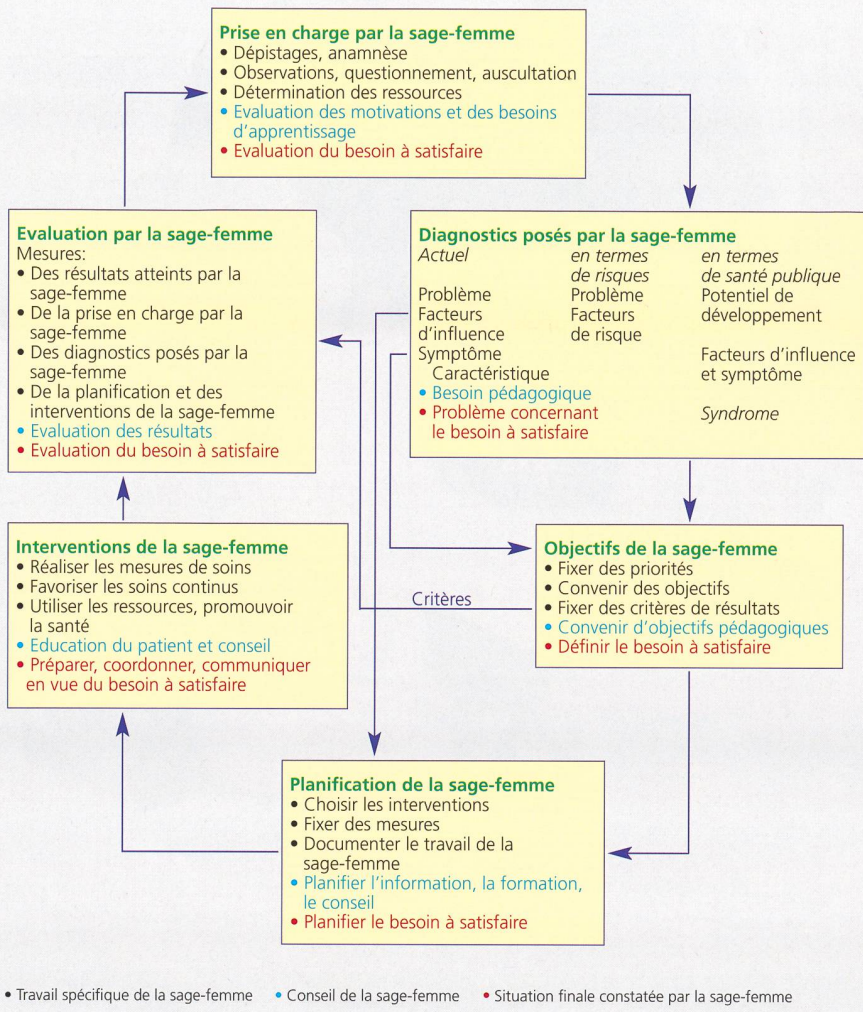 Prise en charge par la sage-femme
• Dépistages, anamnèse
• Observations, questionnement, auscultation
• Détermination des ressources
• Evaluation des motivations et des besoins
d'apprentissage
• Evaluation du besoin à satisfaire
Diagnostics posés par la sage-femme
Actuel en termes en termes
de risques de santé publique
Problème Problème Potentiel de
Facteurs Facteurs développement
d'influence de risque
Symptôme Facteurs d'influence
Caractéristique et symptôme
• Besoin pédagogique
• Problème concernant Syndrome
le besoin à satisfaire
Objectifs de la sage-femme
• Fixer des priorités
• Convenir des objectifs
• Fixer des critères de résultats
• Convenir d'objectifs pédagogiques
• Définir le besoin à satisfaire
Critères
Planification de la sage-femme
• Choisir les interventions
• Fixer des mesures
• Documenter le travail de la
sage-femme
• Planifier l'information, la formation,
le conseil
• Planifier le besoin à satisfaire
Interventions de la sage-femme
• Réaliser les mesures de soins
• Favoriser les soins continus
• Utiliser les ressources, promouvoir
la santé
• Education du patient et conseil
• Préparer, coordonner, communiquer
en vue du besoin à satisfaire
Evaluation par la sage-femme
Mesures:
• Des résultats atteints par la
sage-femme
• De la prise en charge par la
sage-femme
• Des diagnostics posés par la
sage-femme
• De la planification et des
interventions de la sage-femme
• Evaluation des résultats
• Evaluation du besoin à satisfaire
• Travail spécifique de la sage-femme • Conseil de la sage-femme • Situation finale constatée par la sage-femme